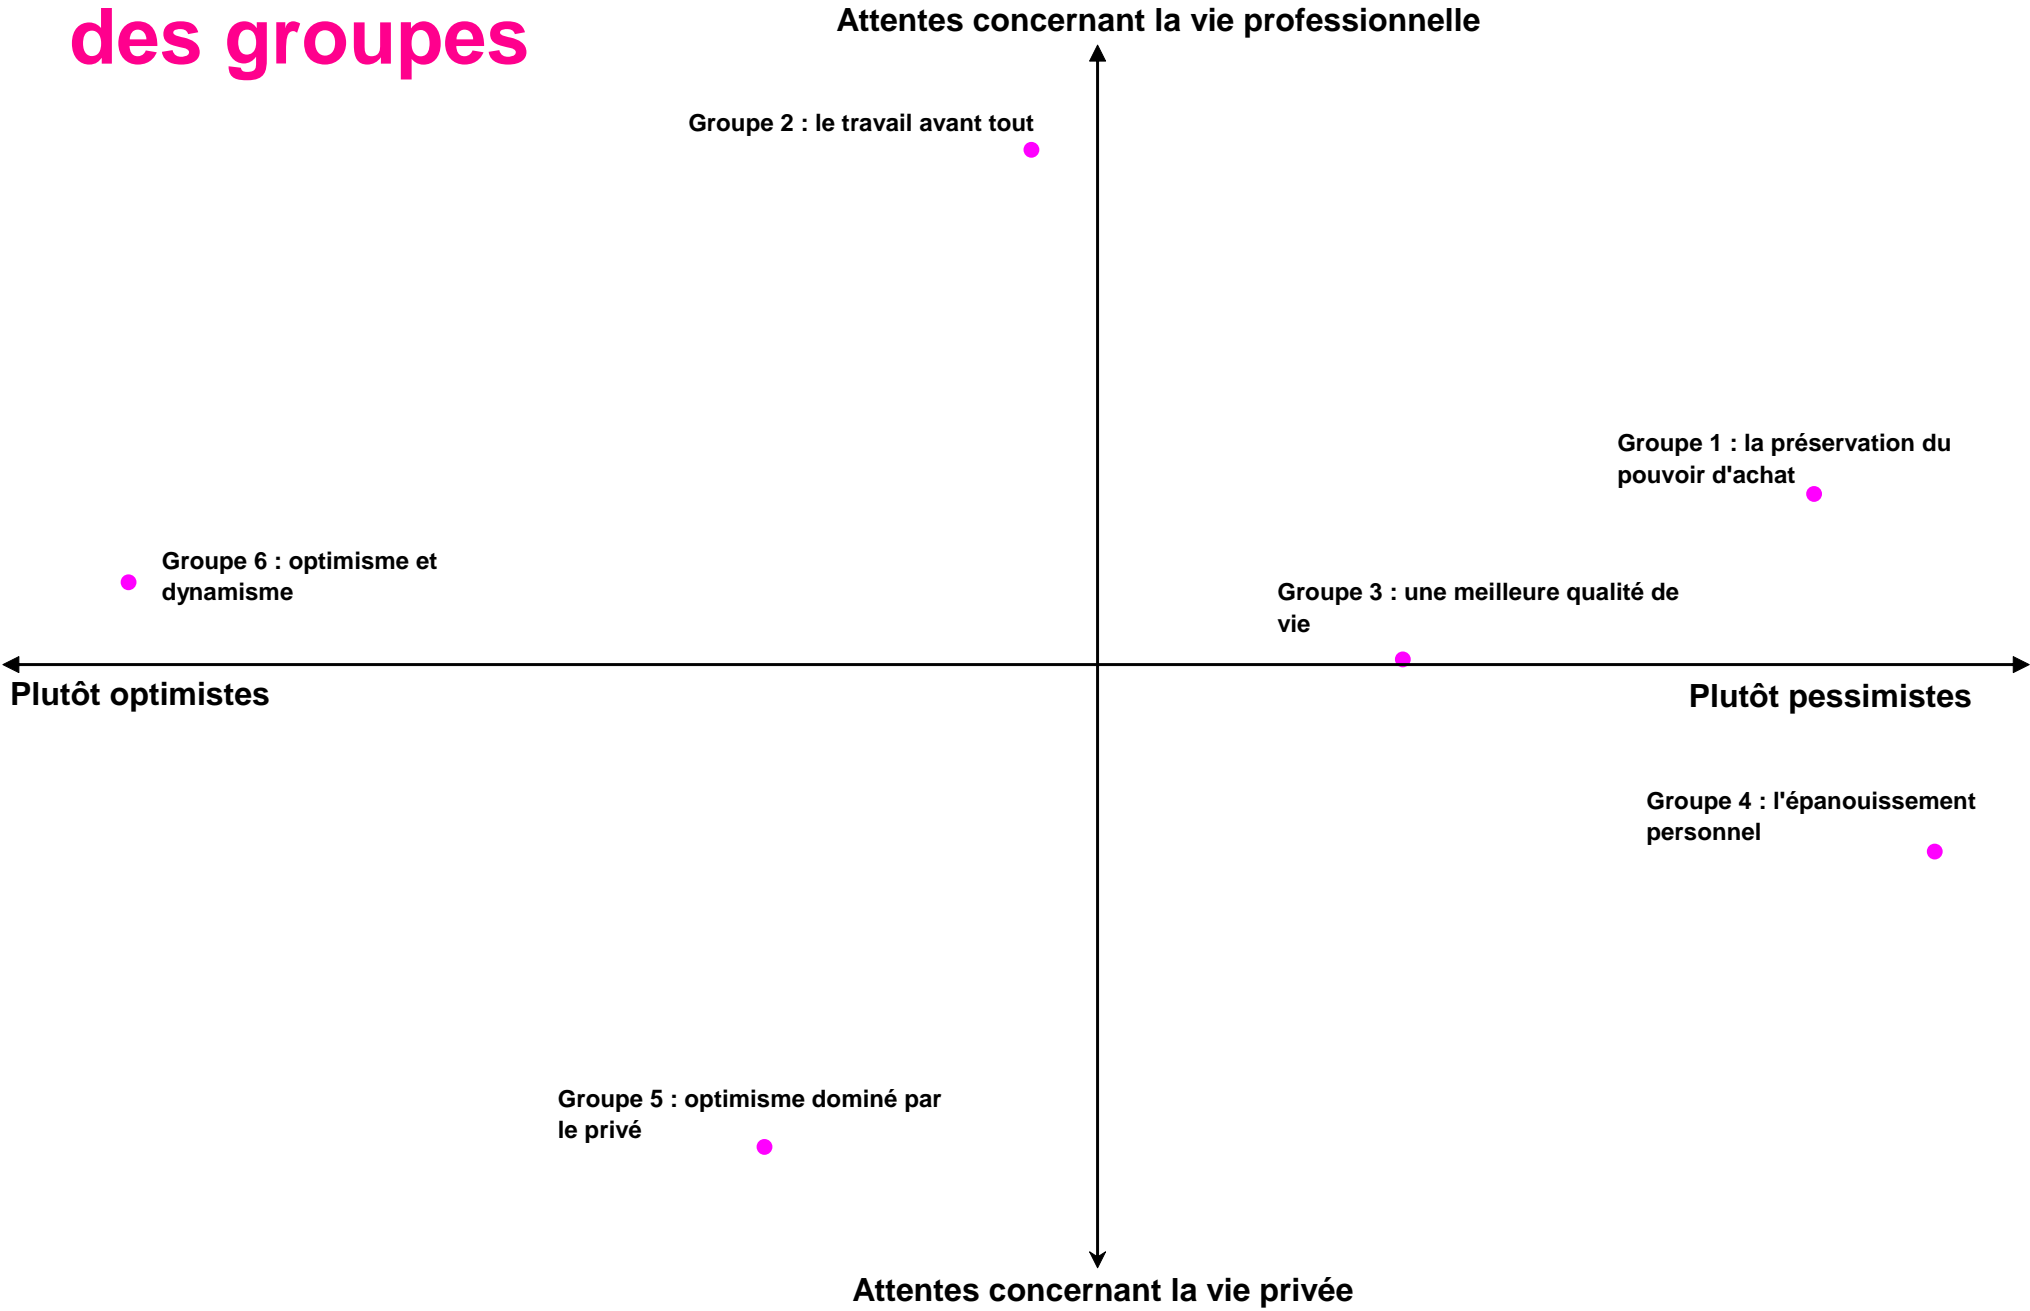 des groupes
Attentes concernant la vie professionnelle
Groupe 2 : le travail avant tout
Groupe 1 : la préservation du
pouvoir d'achat
Groupe 6 : optimisme et
dynamisme
Groupe 3 : une meilleure qualité de
vie
Plutôt optimistes
Plutôt pessimistes
Groupe 4 : l'épanouissement
personnel
Groupe 5 : optimisme dominé par
le privé
Attentes concernant la vie privée